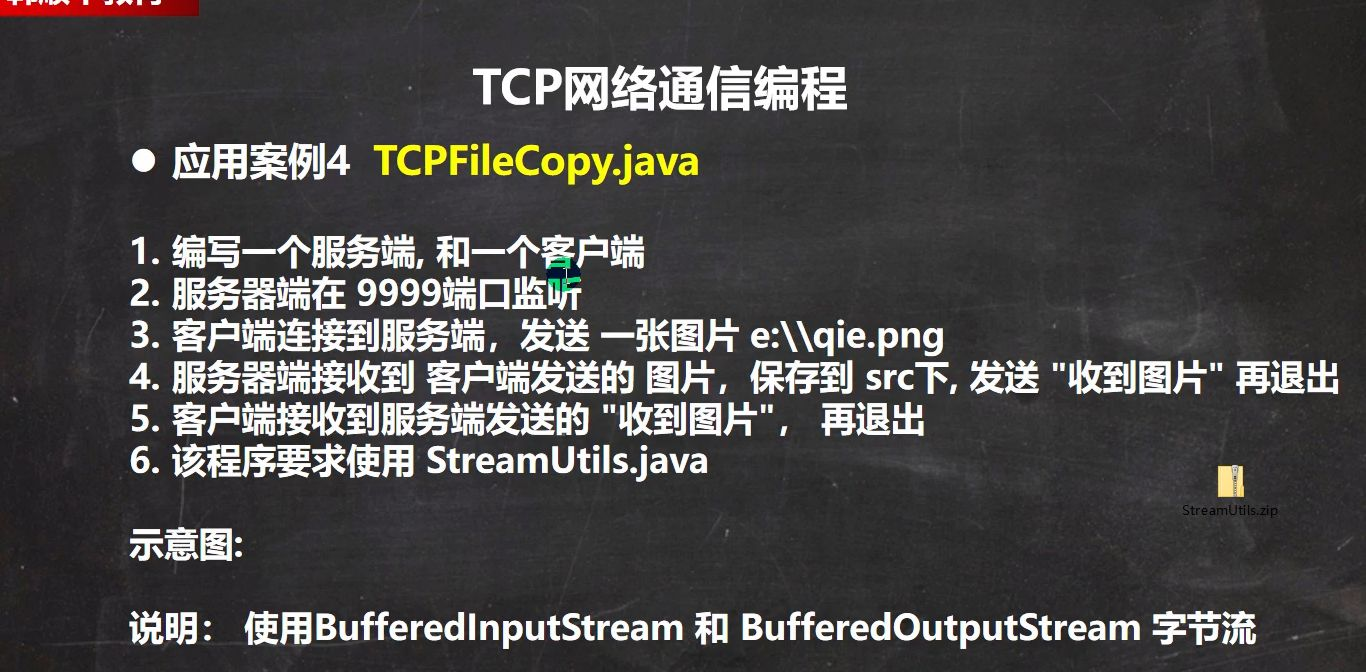 TCP网络通信编程
● 应用案例4 TCPFileCopy.java
1. 编写一个服务端, 和一个客户端
2. 服务器端在 9999端口监听
3. 客户端连接到服务端，发送 一张图片 e:\\qie.png
4. 服务器端接收到 客户端发送的 图片，保存到 src下, 发送 "收到图片" 再退出
5. 客户端接收到服务端发送的 "收到图片"， 再退出
6. 该程序要求使用 StreamUtils.java
StreamUtils.zip
示意图:
说明： 使用BufferedInputStream 和 BufferedOutputStream 字节流